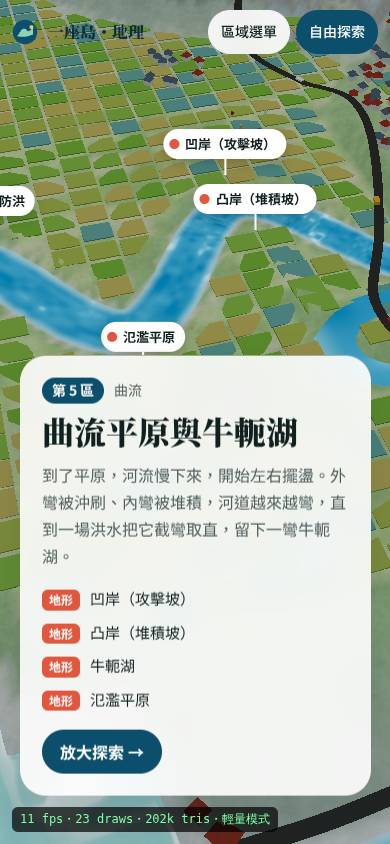 一座島·地理
區域選單
自由探索
凹岸（攻擊坡）
凸岸（堆積坡）
防洪
氾濫平原
第 5 區
曲流
曲流平原與牛軛湖
到了平原，河流慢下來，開始左右擺盪。外
彎被沖刷、內彎被堆積，河道越來越彎，直
到一場洪水把它截彎取直，留下一彎牛軛
湖。
地形 凹岸（攻擊坡）
地形 凸岸（堆積坡）
地形 牛軛湖
地形 氾濫平原
放大探索 →
11 fps · 23 draws · 202k tris · 輕量模式